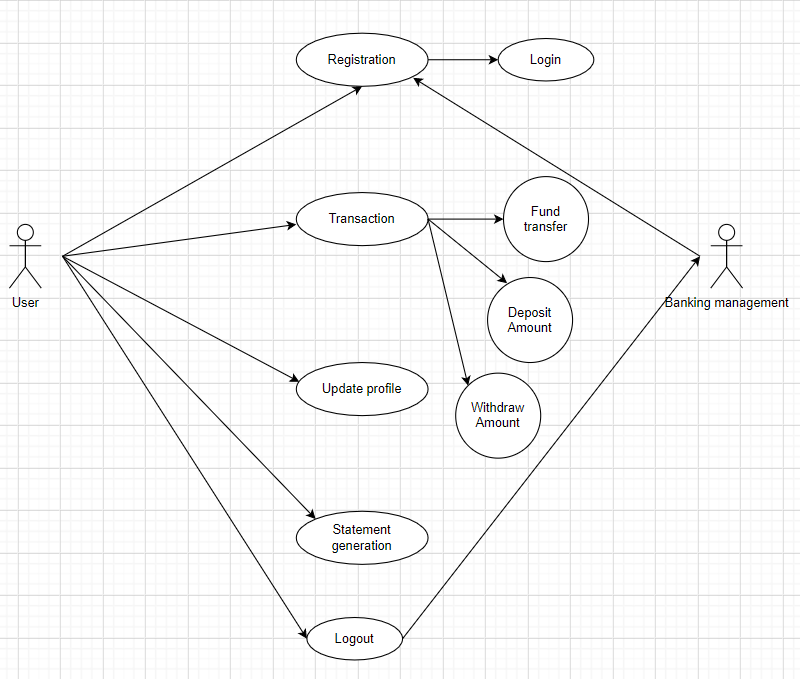 Registration
Login
Transaction
Fund
transfer
User
Banking management
Deposit
Amount
Update profile
Withdraw
Amount
Statement
generation
Logout